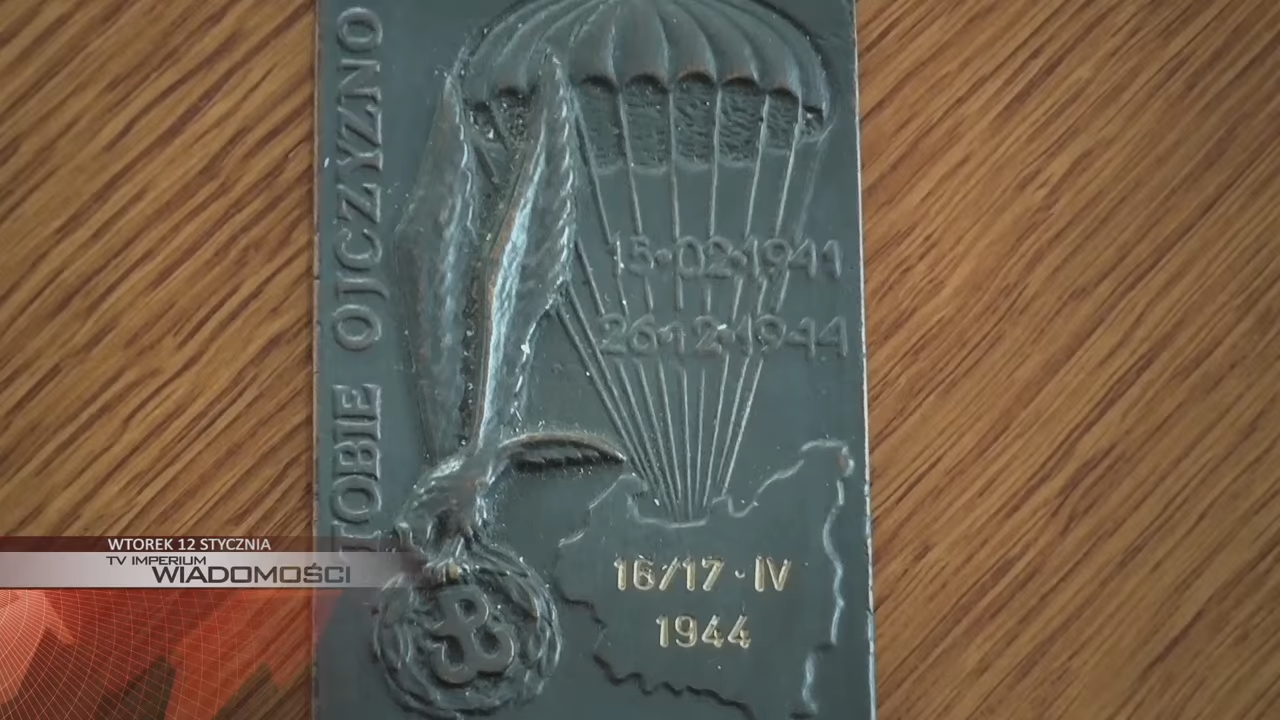 TOBIE OJCZYZNO
15·02·1941
26·12·1944
16/17·IV
1944
WTOREK 12 STYCZNIA
TV IMPERIUM
WIADOMOŚCI